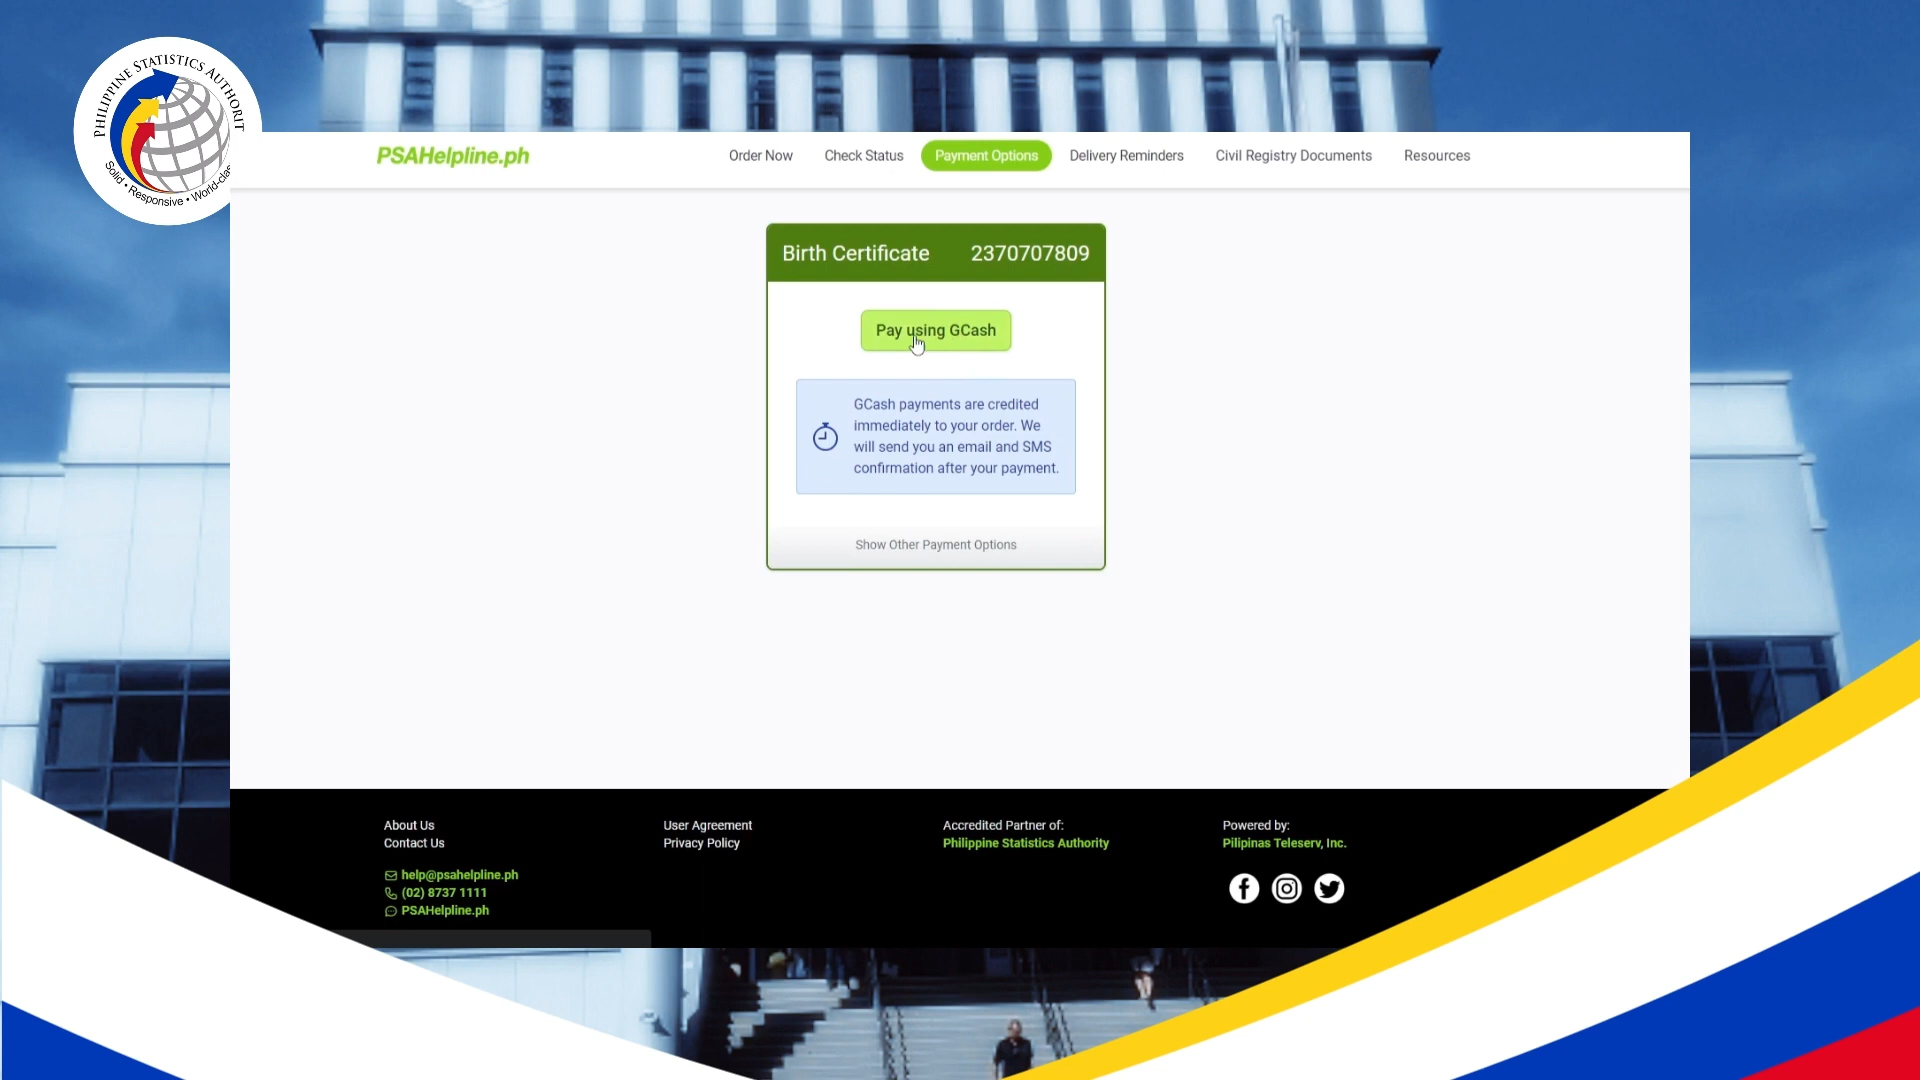 PHILIPPINE STATISTICS AUTHORIT
Solid • Responsive •
PSAHelpline.ph
Order Now
Check Status
Payment Options
Delivery Reminders
Civil Registry Documents
Resources
Birth Certificate 2370707809
Pay using GCash
GCash payments are credited
immediately to your order. We
will send you an email and SMS
confirmation after your payment.
Show Other Payment Options
About Us
Contact Us
help@psahelpline.ph
(02) 8737 1111
PSAHelpline.ph
User Agreement
Privacy Policy
Accredited Partner of:
Philippine Statistics Authority
Powered by:
Pilipinas Teleserv, Inc.